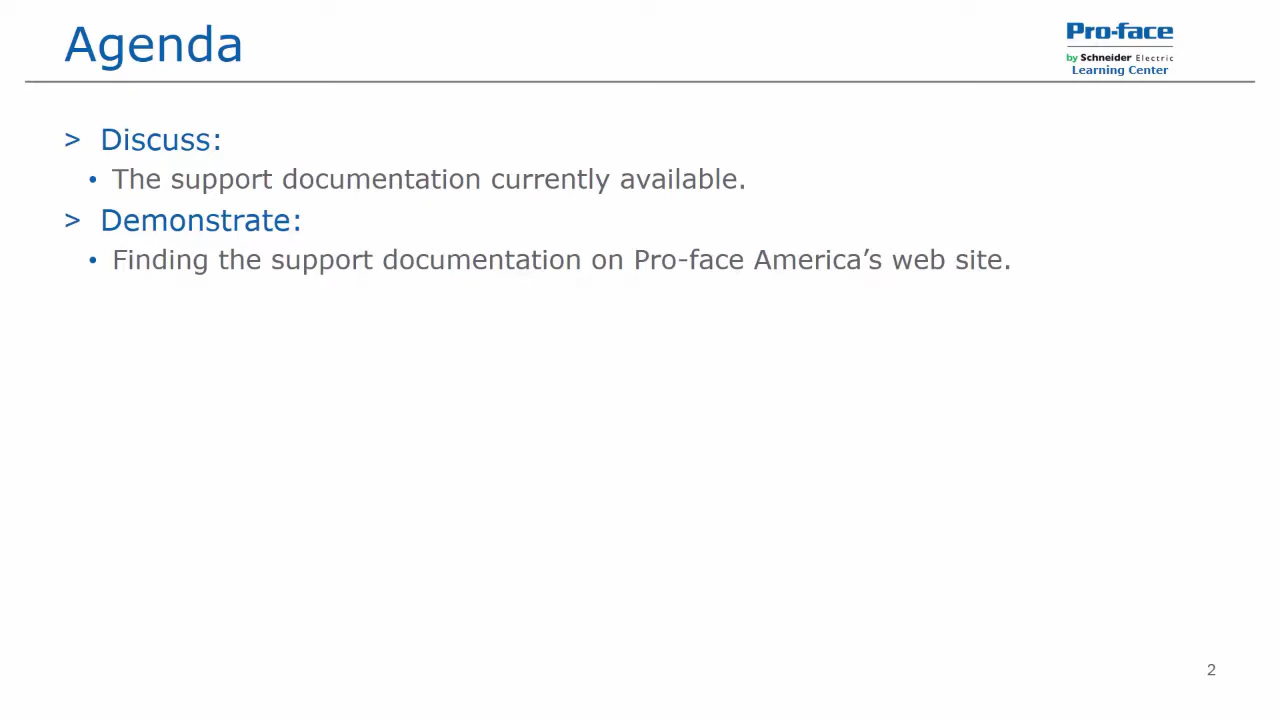 Agenda
Pro-face
by Schneider Electric
Learning Center
> Discuss:
• The support documentation currently available.
> Demonstrate:
• Finding the support documentation on Pro-face America’s web site.
2